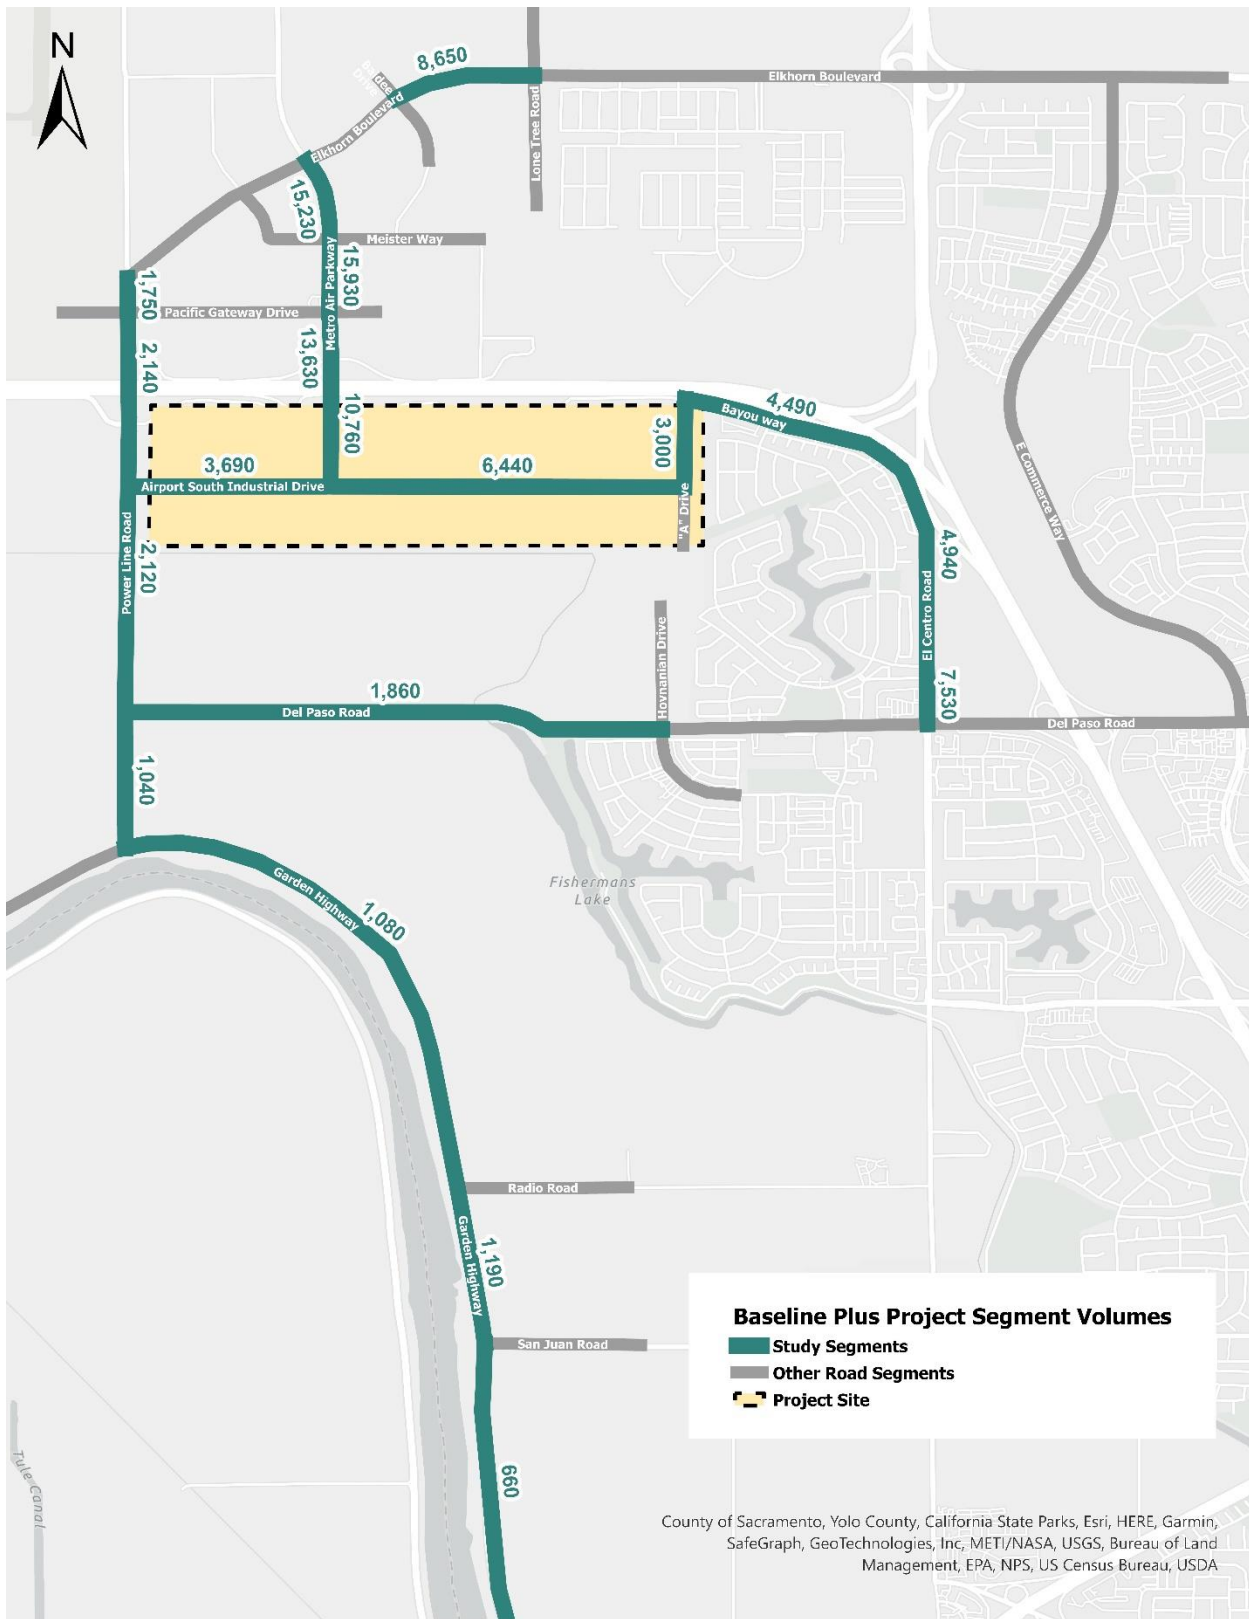 N
8,650
Elkhorn Boulevard
Elkhorn Boulevard
Lone Tree Road
15,230
Meister Way
Metro Air Parkway
15,930
1,750
Pacific Gateway Drive
13,630
2,140
10,760
3,690
6,440
3,000
4,490
Bayou way
Airport South Industrial Drive
"A" Drive
E Commerce Way
Power Line Road
2,120
4,940
El Centro Road
Hovnanian Drive
7,530
1,860
Del Paso Road
Del Paso Road
1,040
Garden Highway
1,080
Fishermans
Lake
Radio Road
Garden Highway
1,190
San Juan Road
660
Tule Canal
Baseline Plus Project Segment Volumes
Study Segments
Other Road Segments
Project Site
County of Sacramento, Yolo County, California State Parks, Esri, HERE, Garmin,
SafeGraph, GeoTechnologies, Inc, METI/NASA, USGS, Bureau of Land
Management, EPA, NPS, US Census Bureau, USDA